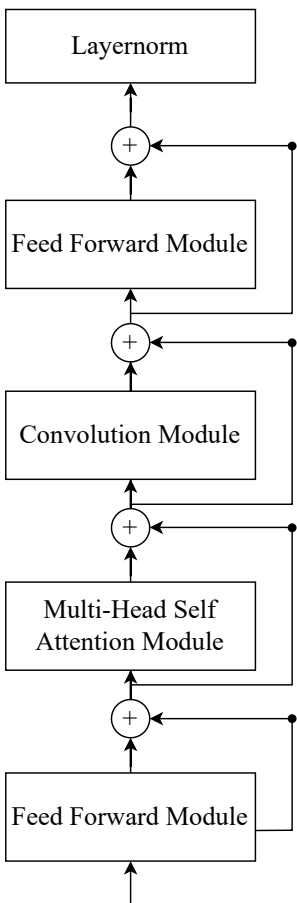 Layernorm
+
Feed Forward Module
+
Convolution Module
+
Multi-Head Self
Attention Module
+
Feed Forward Module